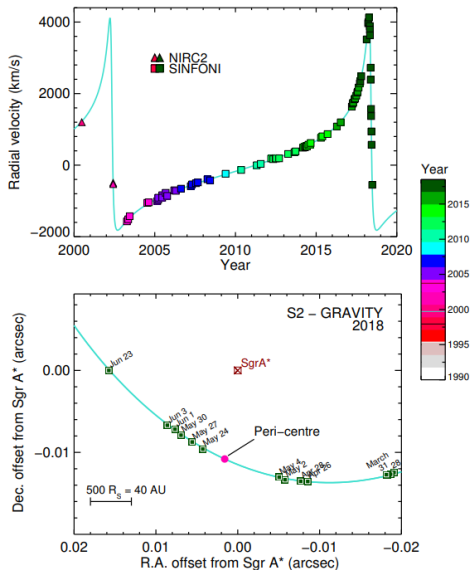 4000
2000
0
−2000
Radial velocity (km/s)
NIRC2
SINFONI
2000
2005
2010
2015
2020
Year
Year
2015
2010
2005
2000
1995
1990
S2 − GRAVITY
2018
SgrA*
Jun 23
Jun 3
Jun 1
May 30
May 27
May 24
Peri-centre
May 4
May 2
Apr 28
Apr 26
March
31
28
500 Rs = 40 AU
0.00
−0.01
Dec. offset from Sgr A* (arcsec)
0.02
0.01
0.00
−0.01
−0.02
R.A. offset from Sgr A* (arcsec)